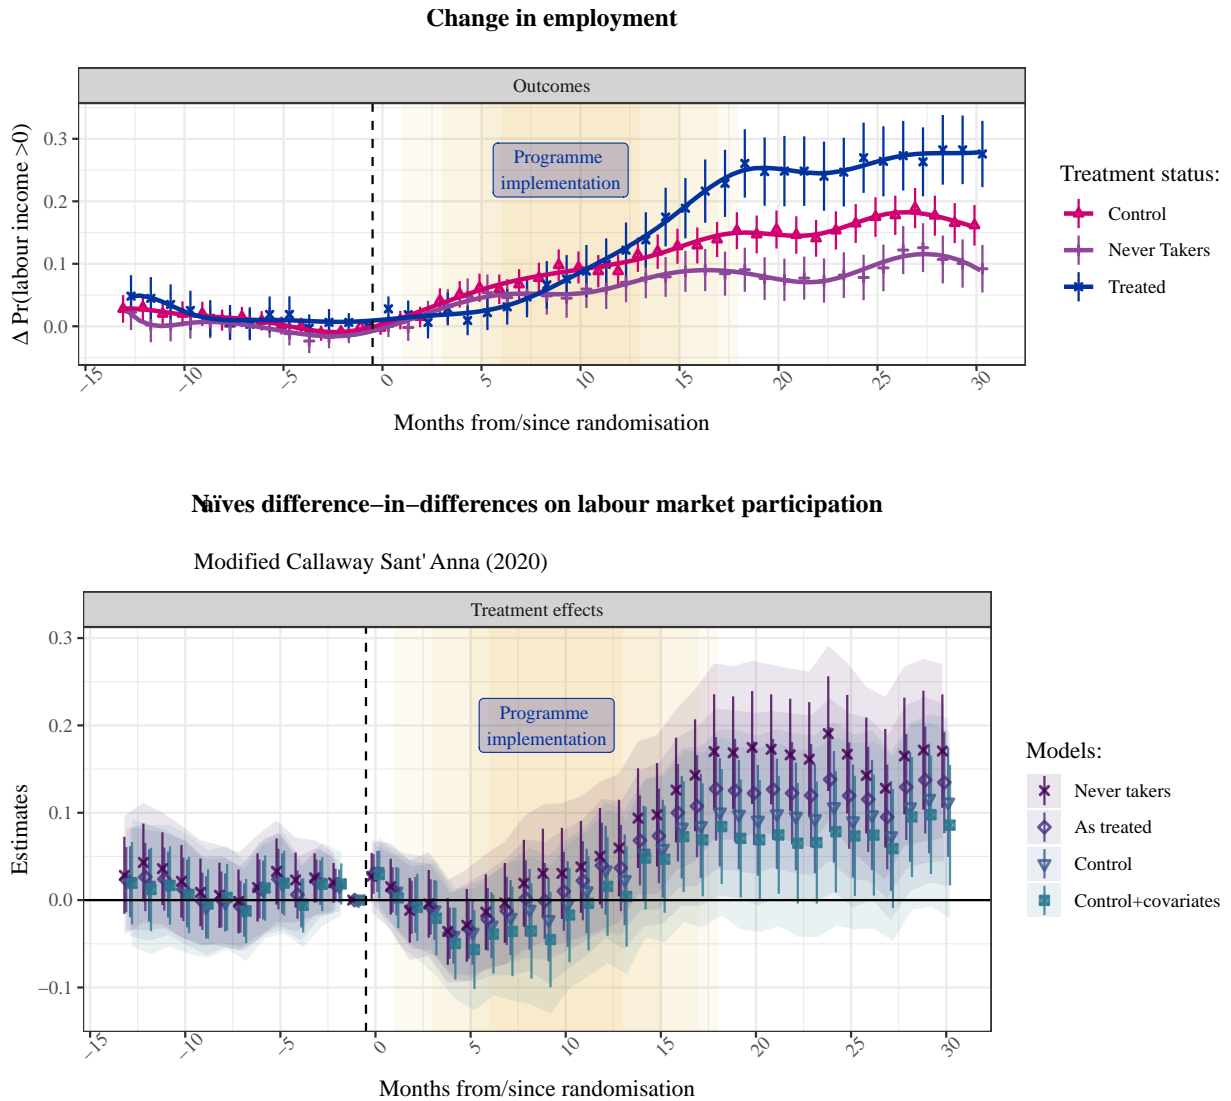 Change in employment
Outcomes
Δ Pr(labour income >0)
0.3
0.2
0.1
0.0
Programme
implementation
−15
−10
−5
0
5
10
15
20
25
30
Months from/since randomisation
Treatment status:
Control
Never Takers
Treated
Naïves difference−in−differences on labour market participation
Modified Callaway Sant' Anna (2020)
Treatment effects
Estimates
0.3
0.2
0.1
0.0
−0.1
Programme
implementation
−15
−10
−5
0
5
10
15
20
25
30
Months from/since randomisation
Models:
Never takers
As treated
Control
Control+covariates